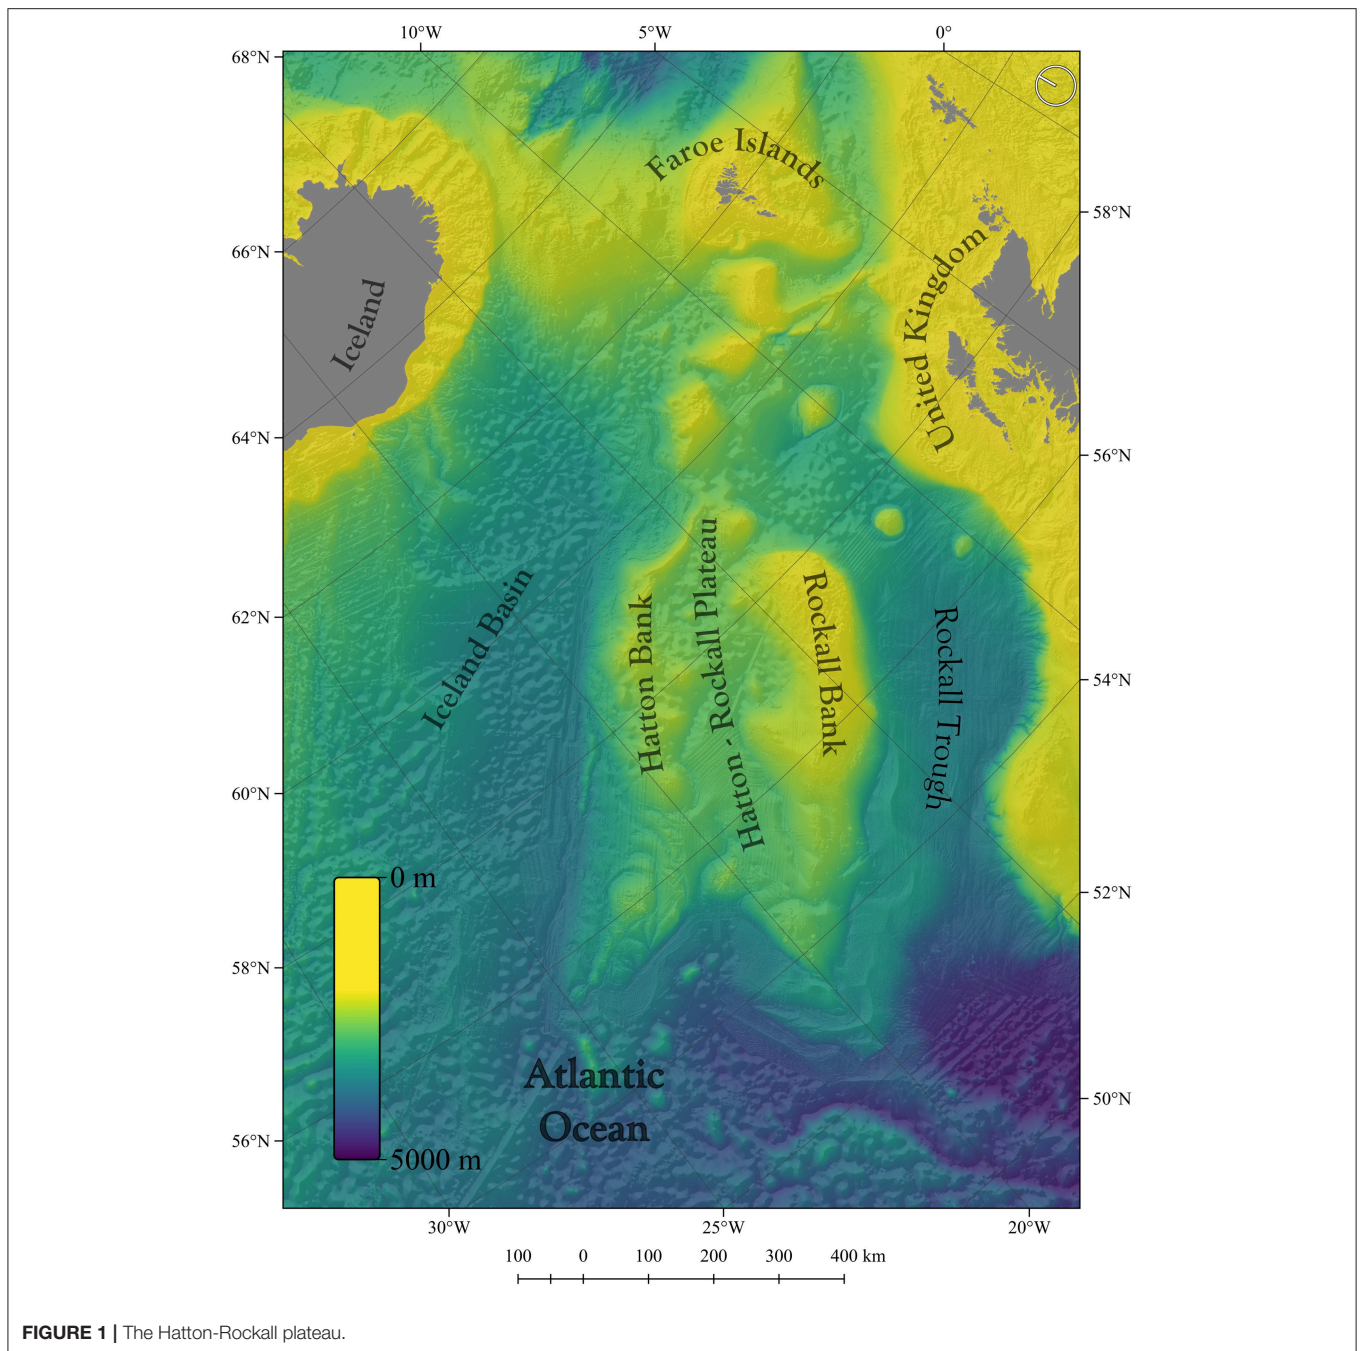 10°W 5°W 0°
68°N
Faroe Islands
58°N
66°N
United Kingdom
Iceland
64°N
56°N
Iceland Basin
Hatton Bank
Hatton - Rockall Plateau
Rockall Bank
Rockall Trough
62°N
54°N
60°N
0 m
52°N
58°N
Atlantic
Ocean
50°N
56°N
5000 m
30°W 25°W 20°W
100 0 100 200 300 400 km
FIGURE 1 | The Hatton-Rockall plateau.